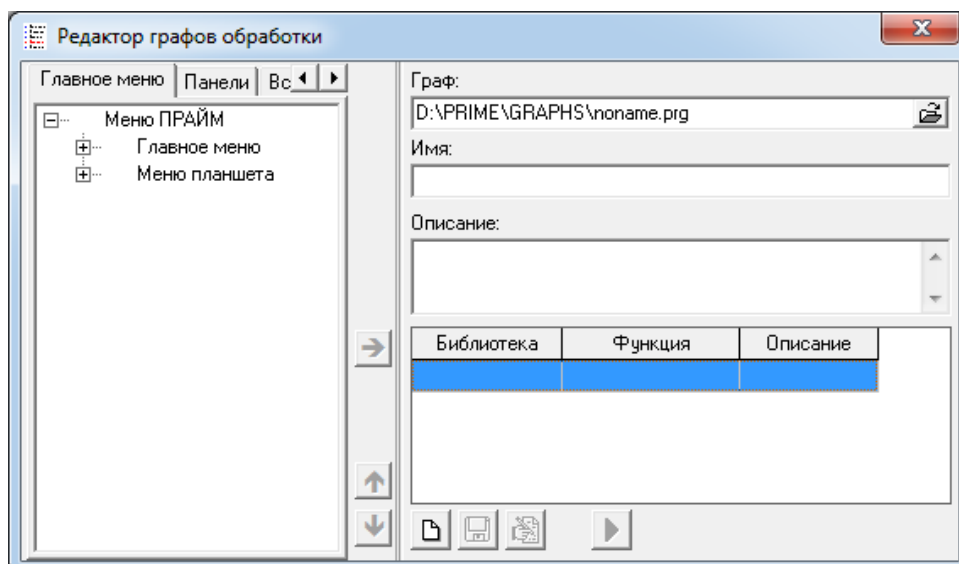 Редактор графов обработки
Главное меню Панели Вс
Меню ПРАЙМ
Главное меню
Меню планшета
Граф:
D:\PRIME\GRAPHS\noname.prg
Имя:
Описание:
Библиотека Функция Описание